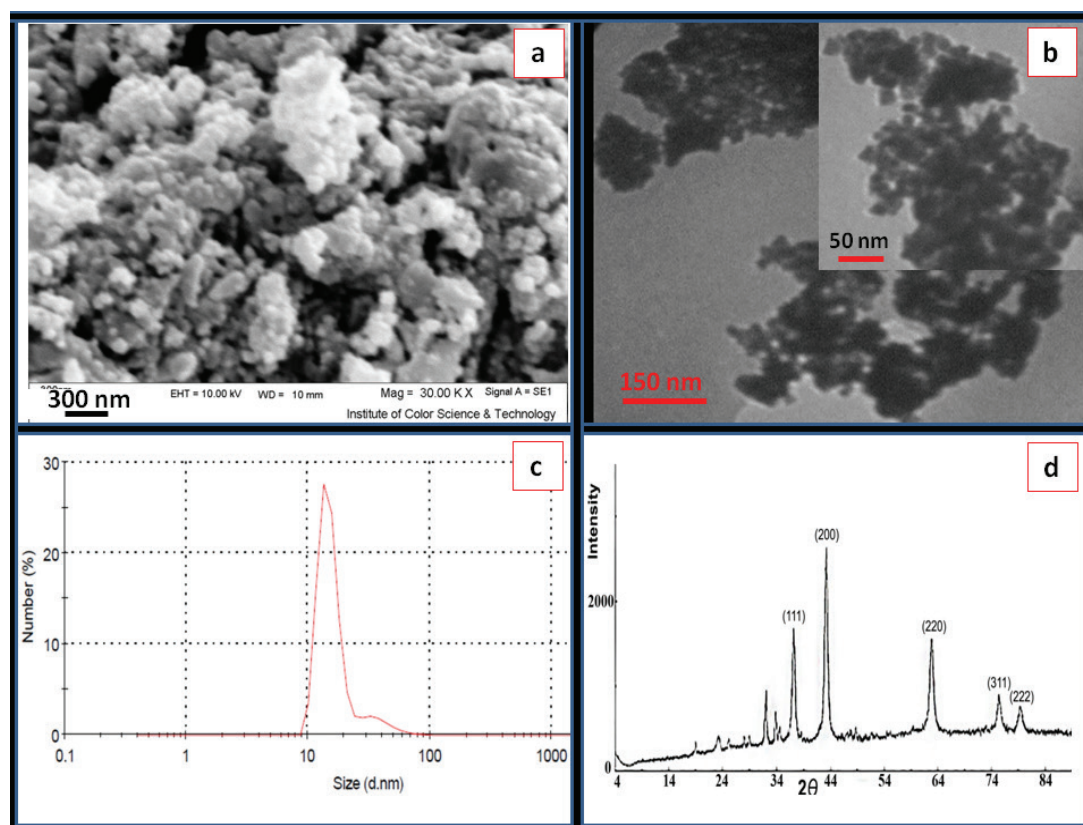 a
300 nm
EHT = 10.00 kV WD = 10 mm Mag = 30.00 K X Signal A = SE1
Institute of Color Science & Technology
b
50 nm
150 nm
c
Number (%)
30
20
10
0
0.1 1 10 100 1000
Size (d.nm)
d
Intensity
2000
0
(111)
(200)
(220)
(311)
(222)
4 14 24 34 44 54 64 74 84
2θ